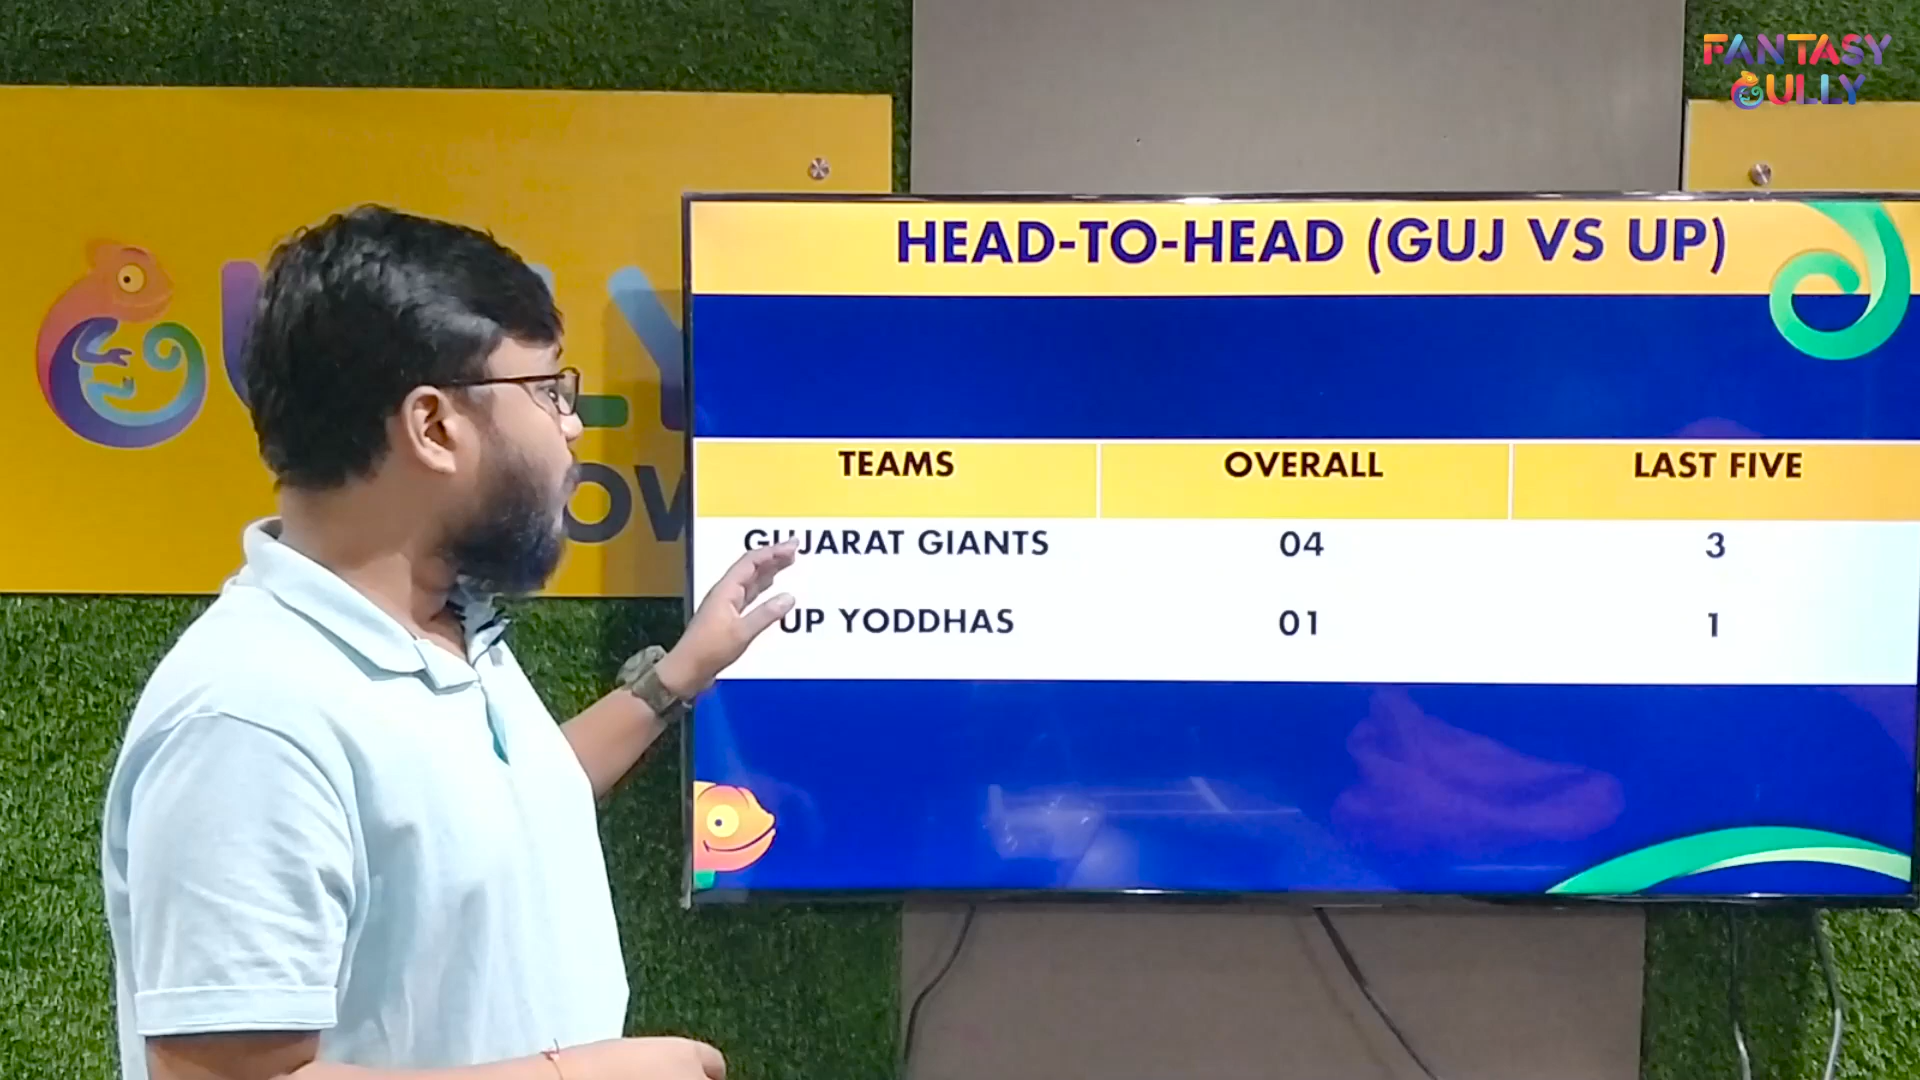 FANTASY
GULLY
HEAD-TO-HEAD (GUJ VS UP)
TEAMS OVERALL LAST FIVE
GUJARAT GIANTS 04 3
UP YODDHAS 01 1